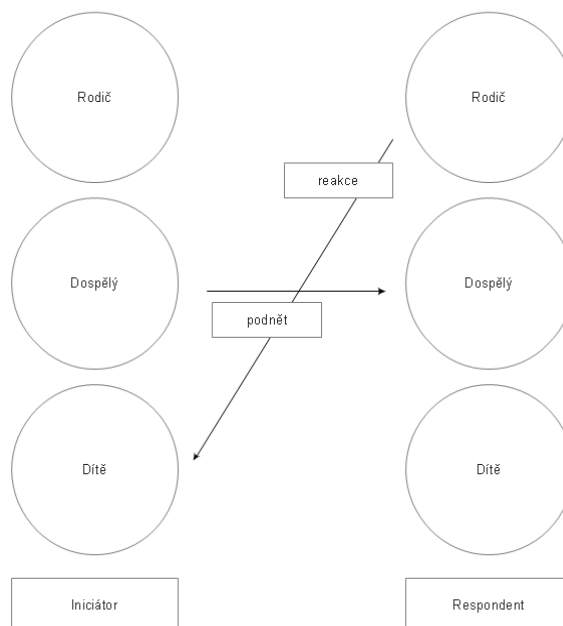 Rodič
Rodič
reakce
Dospělý
Dospělý
podnět
Dítě
Dítě
Iniciátor
Respondent